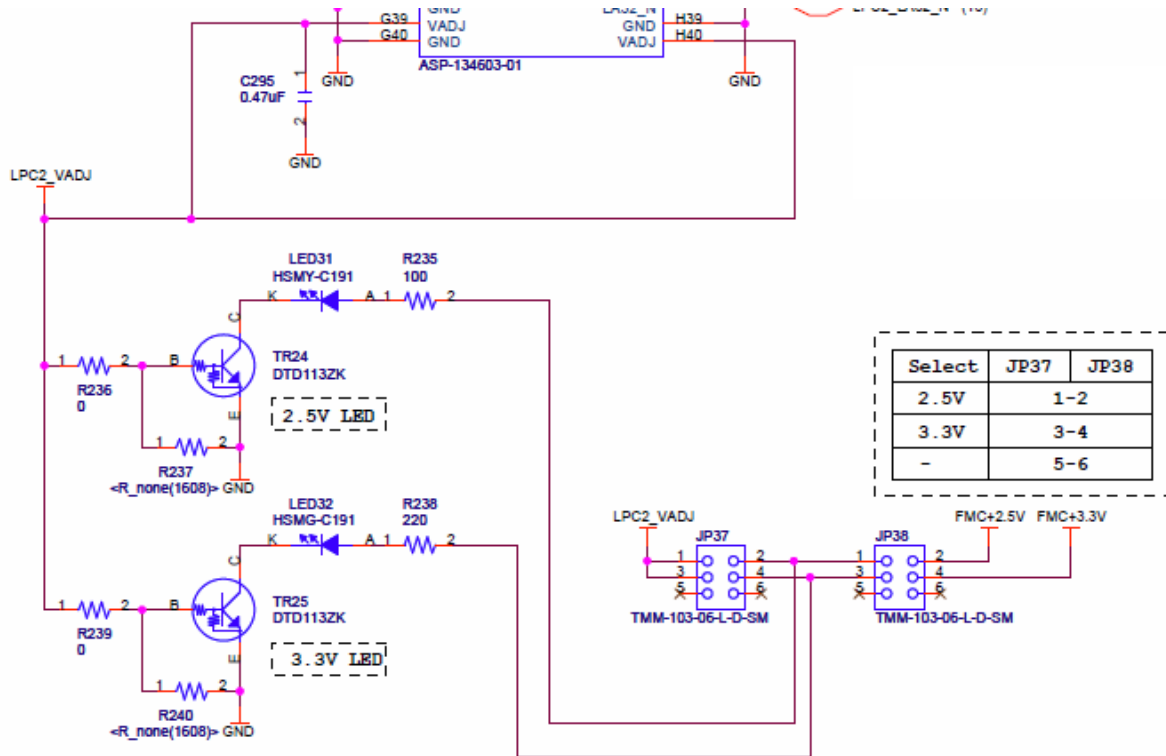 GND
LA32_N
G39
VADJ
GND
H39
G40
GND
VADJ
H40
ASP-134603-01
C295
0.47uF
1
2
GND
GND
GND
LPC2_VADJ
LED31
HSMY-C191
R235
100
K
A
1
2
C
1
2
B
R236
0
TR24
DTD113ZK
E
2.5V LED
1
2
R237
<R_none(1608)>
GND
LED32
HSMG-C191
R238
220
K
A
1
2
C
1
2
B
R239
0
TR25
DTD113ZK
E
3.3V LED
1
2
R240
<R_none(1608)>
GND
Select JP37 JP38
2.5V 1-2
3.3V 3-4
- 5-6
LPC2_VADJ
FMC+2.5V FMC+3.3V
JP37
JP38
1 2 1 2
3 4 3 4
5 6 5 6
TMM-103-06-L-D-SM TMM-103-06-L-D-SM